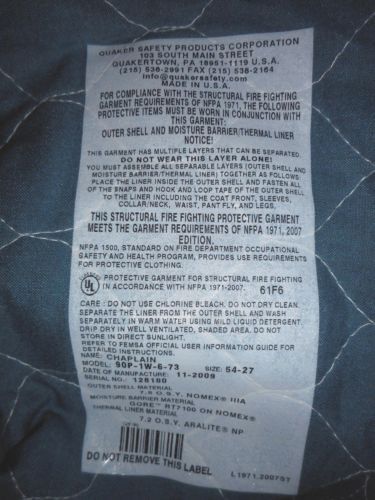 QUAKER SAFETY PRODUCTS CORPORATION
103 SOUTH MAIN STREET
QUAKERTOWN, PA 18951-1119 U.S.A.
(215) 536-2991 FAX (215) 538-2164
info@quakersafety.com
MADE IN U.S.A.
FOR COMPLIANCE WITH THE STRUCTURAL FIRE FIGHTING
GARMENT REQUIREMENTS OF NFPA 1971, THE FOLLOWING
PROTECTIVE ITEMS MUST BE WORN IN CONJUNCTION WITH
THIS GARMENT:
OUTER SHELL AND MOISTURE BARRIER/THERMAL LINER
NOTICE!
THIS GARMENT HAS MULTIPLE LAYERS THAT CAN BE SEPARATED.
DO NOT WEAR THIS LAYER ALONE!
YOU MUST ASSEMBLE ALL SEPARABLE LAYERS (OUTER SHELL AND
MOISTURE BARRIER/THERMAL LINER) TOGETHER AS FOLLOWS
PLACE THE LINER INSIDE THE OUTER SHELL AND FASTEN ALL
OF THE SNAPS AND HOOK AND LOOP TAPE OF THE OUTER SHELL
TO THE LINER INCLUDING THE COAT FRONT, SLEEVES,
COLLAR/NECK, WAIST, PANT FLY, AND LEGS.
THIS STRUCTURAL FIRE FIGHTING PROTECTIVE GARMENT
MEETS THE GARMENT REQUIREMENTS OF NFPA 1971, 2007
EDITION.
NFPA 1500, STANDARD ON FIRE DEPARTMENT OCCUPATIONAL
SAFETY AND HEALTH PROGRAM, PROVIDES USE REQUIREMENTS
FOR PROTECTIVE CLOTHING.
UL PROTECTIVE GARMENT FOR STRUCTURAL FIRE FIGHTING
IN ACCORDANCE WITH NFPA 1971-2007. 61F6
CARE : DO NOT USE CHLORINE BLEACH. DO NOT DRY CLEAN.
SEPARATE THE LINER FROM THE OUTER SHELL AND WASH
SEPARATELY IN WARM WATER USING MILD LIQUID DETERGENT.
DRIP DRY IN WELL VENTILATED, SHADED AREA. DO NOT
STORE IN DIRECT SUNLIGHT.
REFER TO FEMSA OFFICIAL USER INFORMATION GUIDE FOR
DETAILED INSTRUCTIONS.
NAME: CHAPLAIN
MODEL: 90P-1W-6-73 SIZE: 54-27
DATE OF MANUFACTURE: 11-2009
SERIAL NO.: 128180
OUTER SHELL MATERIAL
7.5 O.S.Y. NOMEX IIIA
MOISTURE BARRIER MATERIAL
GORE RT7100 ON NOMEX
THERMAL LINER MATERIAL
7.2 O.S.Y. ARALITE NP
DO NOT REMOVE THIS LABEL
L1971.2007ST